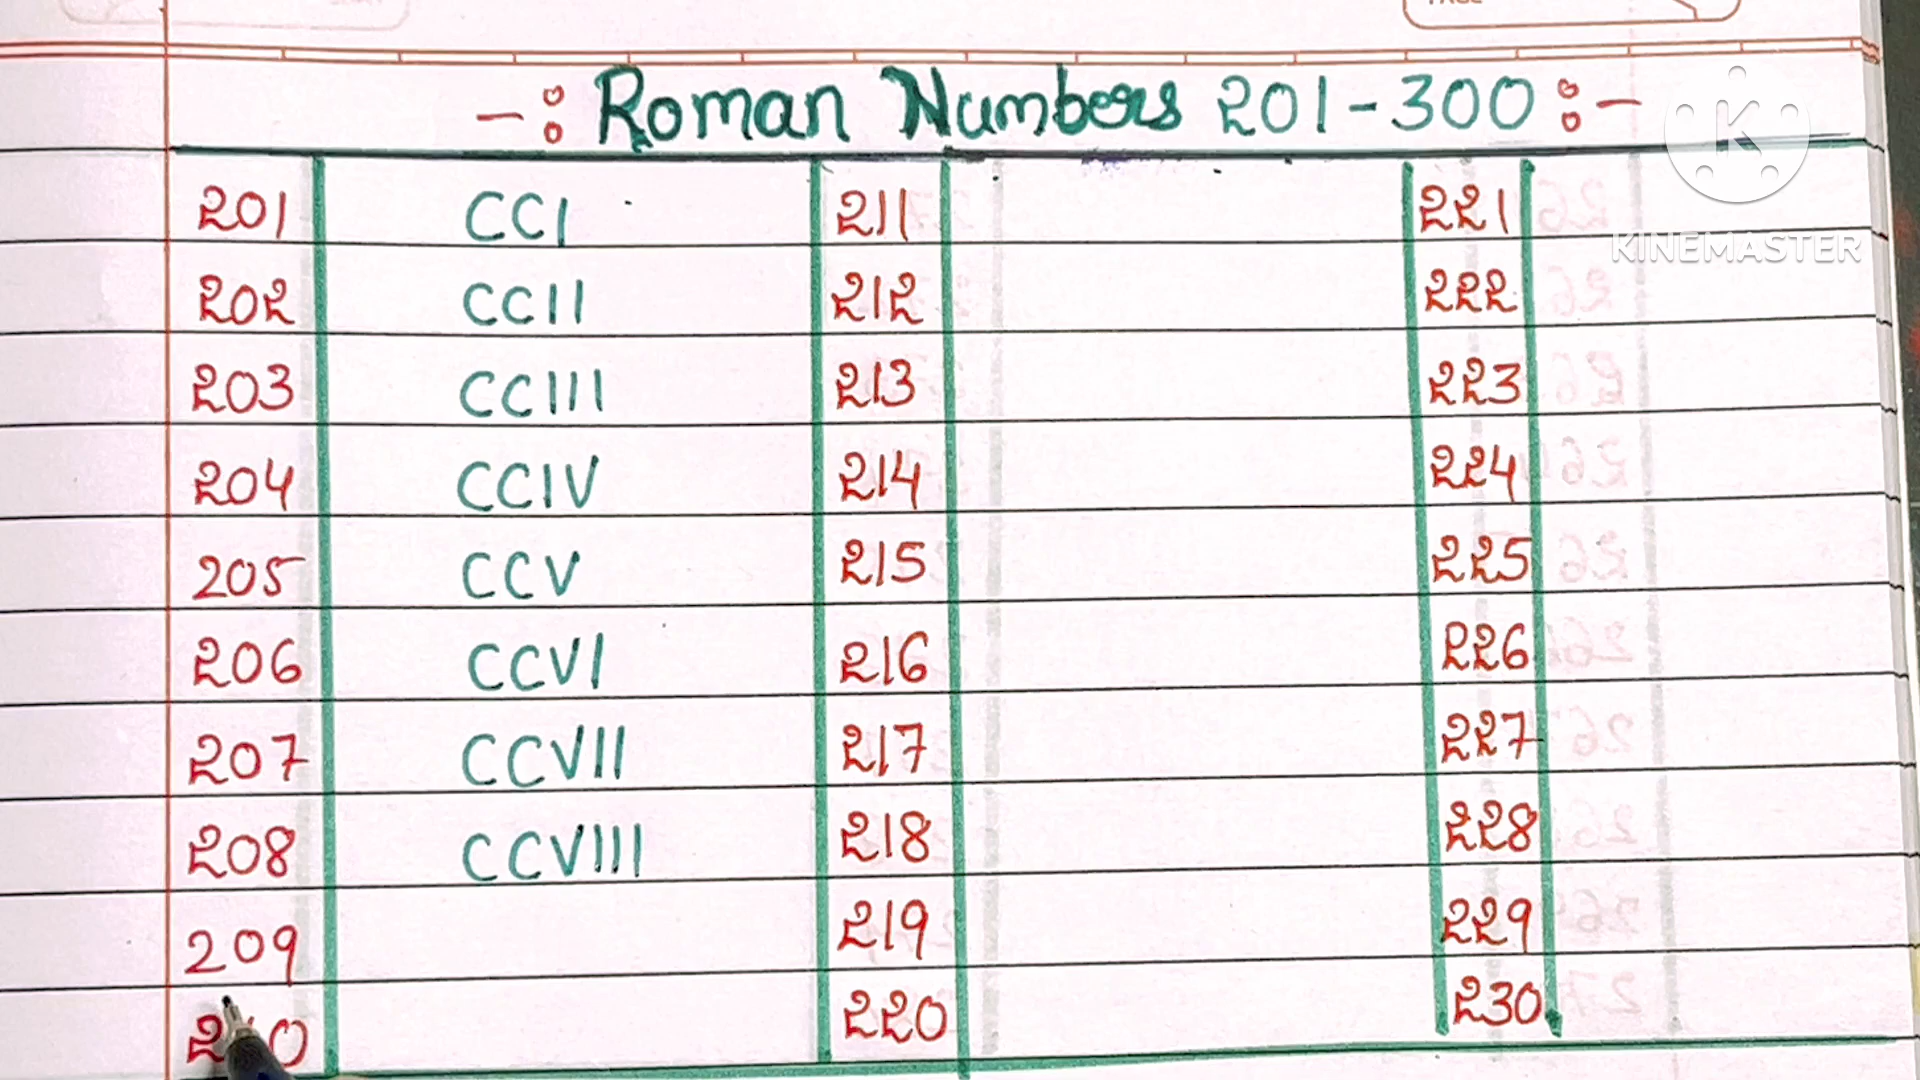 -: Roman Numbers 201-300 :-
K
KINEMASTER
201 CCI 211 221
202 CCII 212 222
203 CCIII 213 223
204 CCIV 214 224
205 CCV 215 225
206 CCVI 216 226
207 CCVII 217 227
208 CCVIII 218 228
209 219 229
220 230